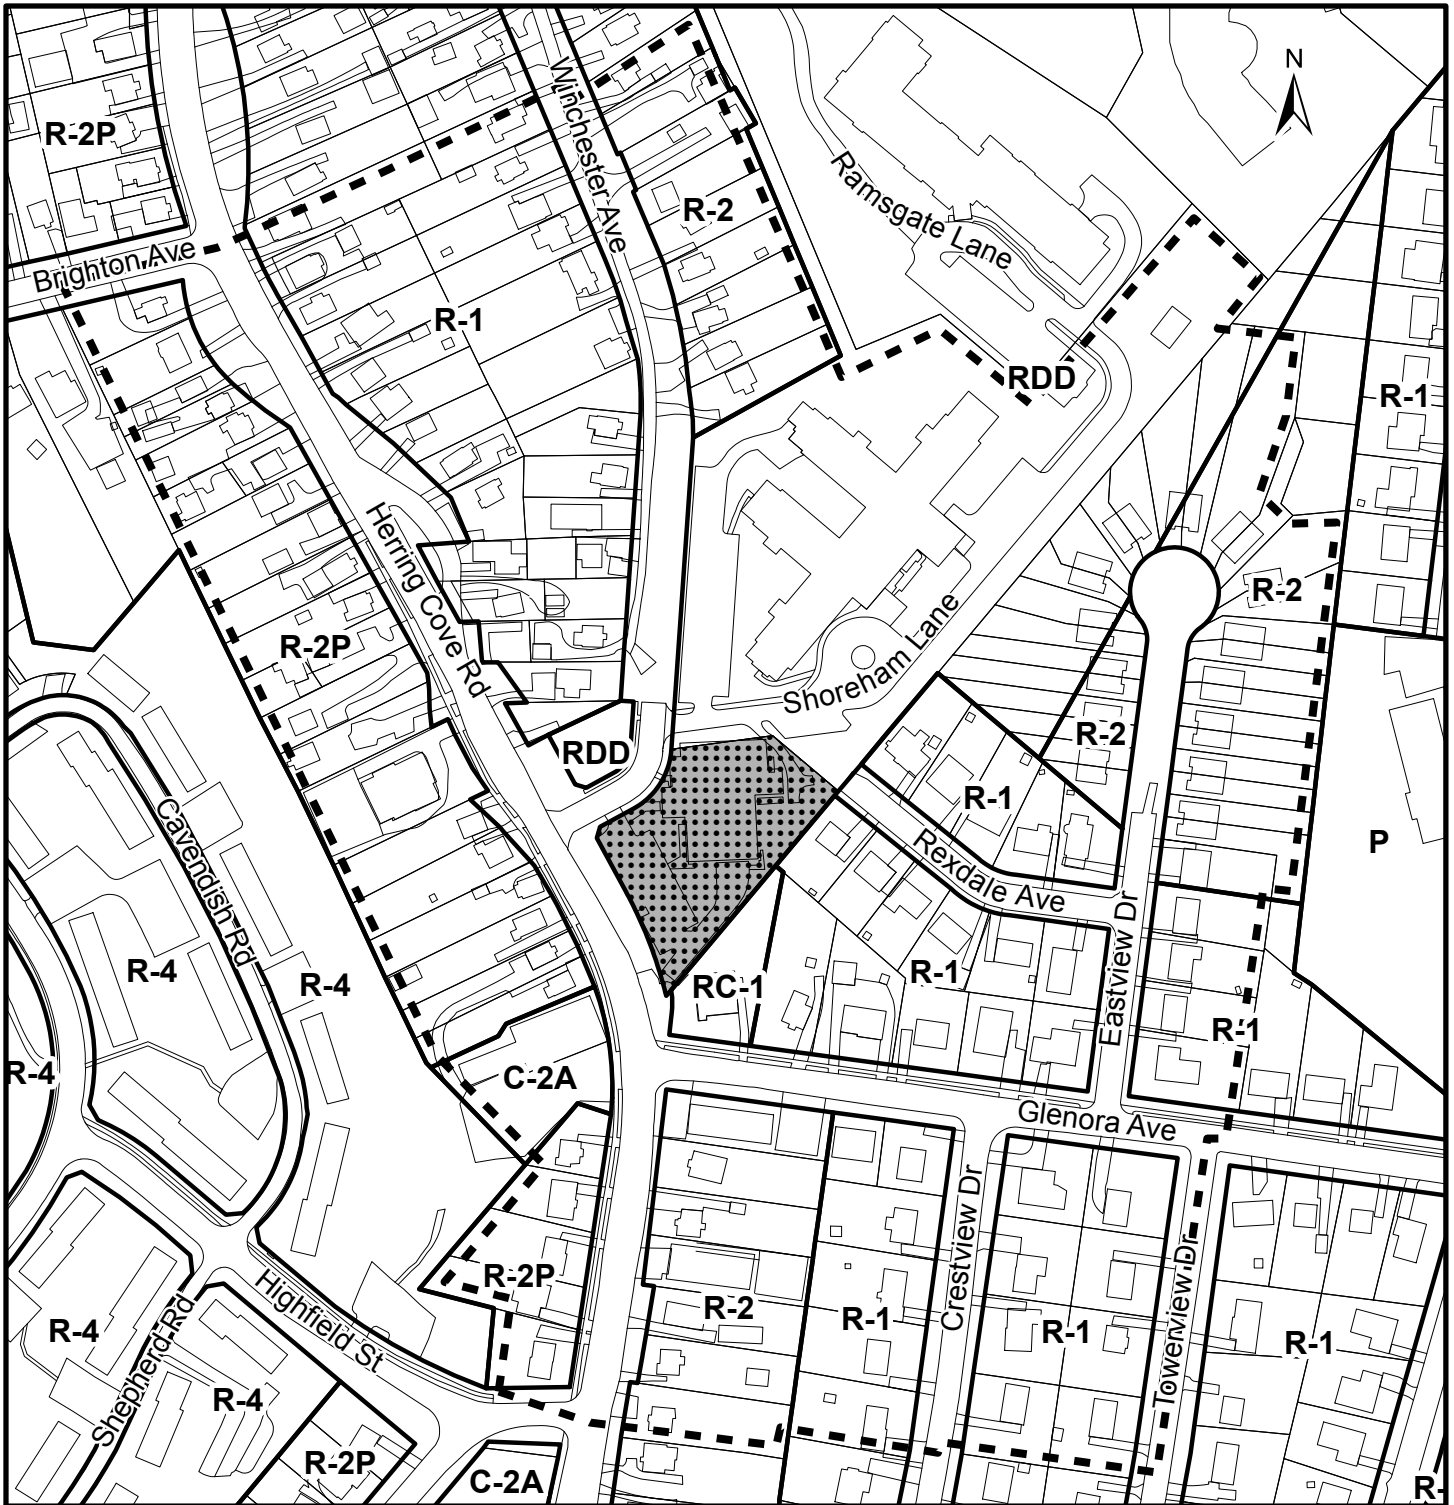 N
R-2P
Winchester Ave
Ramsgate Lane
R-2
Brighton Ave
R-1
RDD
R-1
Herring Cove Rd
R-2
R-2P
Shoreham Lane
R-2
RDD
R-1
Cavendish Rd
Rexdale Ave
P
R-4
R-4
RC-1
R-1
Eastview Dr
R-1
R-4
C-2A
Glenora Ave
Crestview Dr
R-2P
Highfield St
R-2
R-1
R-1
Towerview Dr
R-1
R-4
Shepherd Rd
R-4
R-2P
C-2A
R-